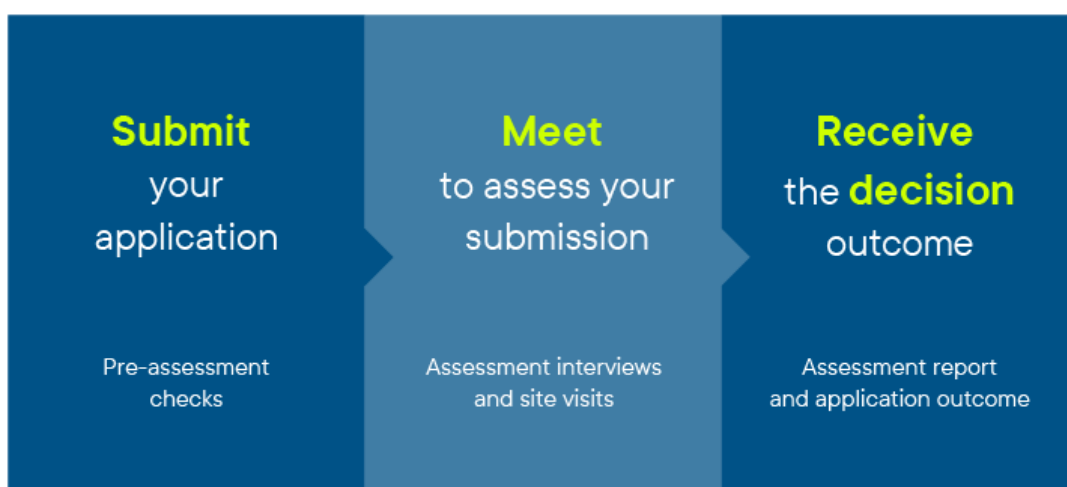 Submit
your
application
Pre-assessment
checks
Meet
to assess your
submission
Assessment interviews
and site visits
Receive
the decision
outcome
Assessment report
and application outcome